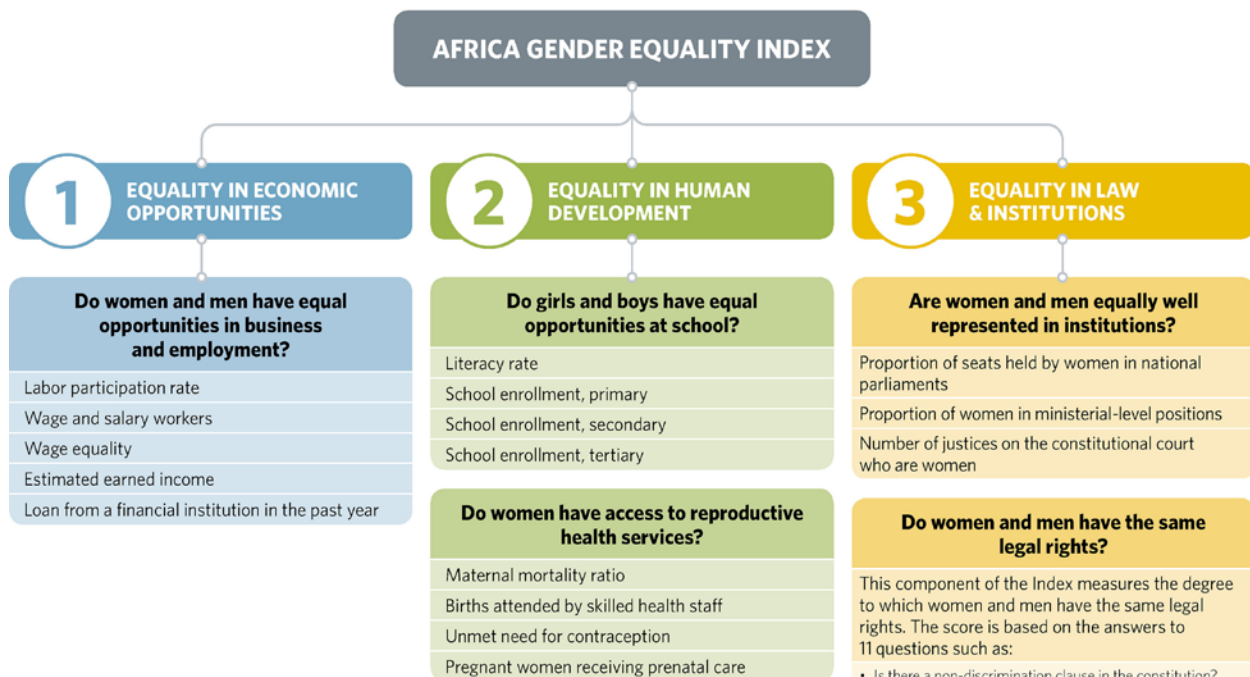 AFRICA GENDER EQUALITY INDEX
1
EQUALITY IN ECONOMIC
OPPORTUNITIES
Do women and men have equal
opportunities in business
and employment?
Labor participation rate
Wage and salary workers
Wage equality
Estimated earned income
Loan from a financial institution in the past year
2
EQUALITY IN HUMAN
DEVELOPMENT
Do girls and boys have equal
opportunities at school?
Literacy rate
School enrollment, primary
School enrollment, secondary
School enrollment, tertiary
Do women have access to reproductive
health services?
Maternal mortality ratio
Births attended by skilled health staff
Unmet need for contraception
Pregnant women receiving prenatal care
3
EQUALITY IN LAW
& INSTITUTIONS
Are women and men equally well
represented in institutions?
Proportion of seats held by women in national
parliaments
Proportion of women in ministerial-level positions
Number of justices on the constitutional court
who are women
Do women and men have the same
legal rights?
This component of the Index measures the degree
to which women and men have the same legal
rights. The score is based on the answers to
11 questions such as:
• Is there a non-discrimination clause in the constitution?